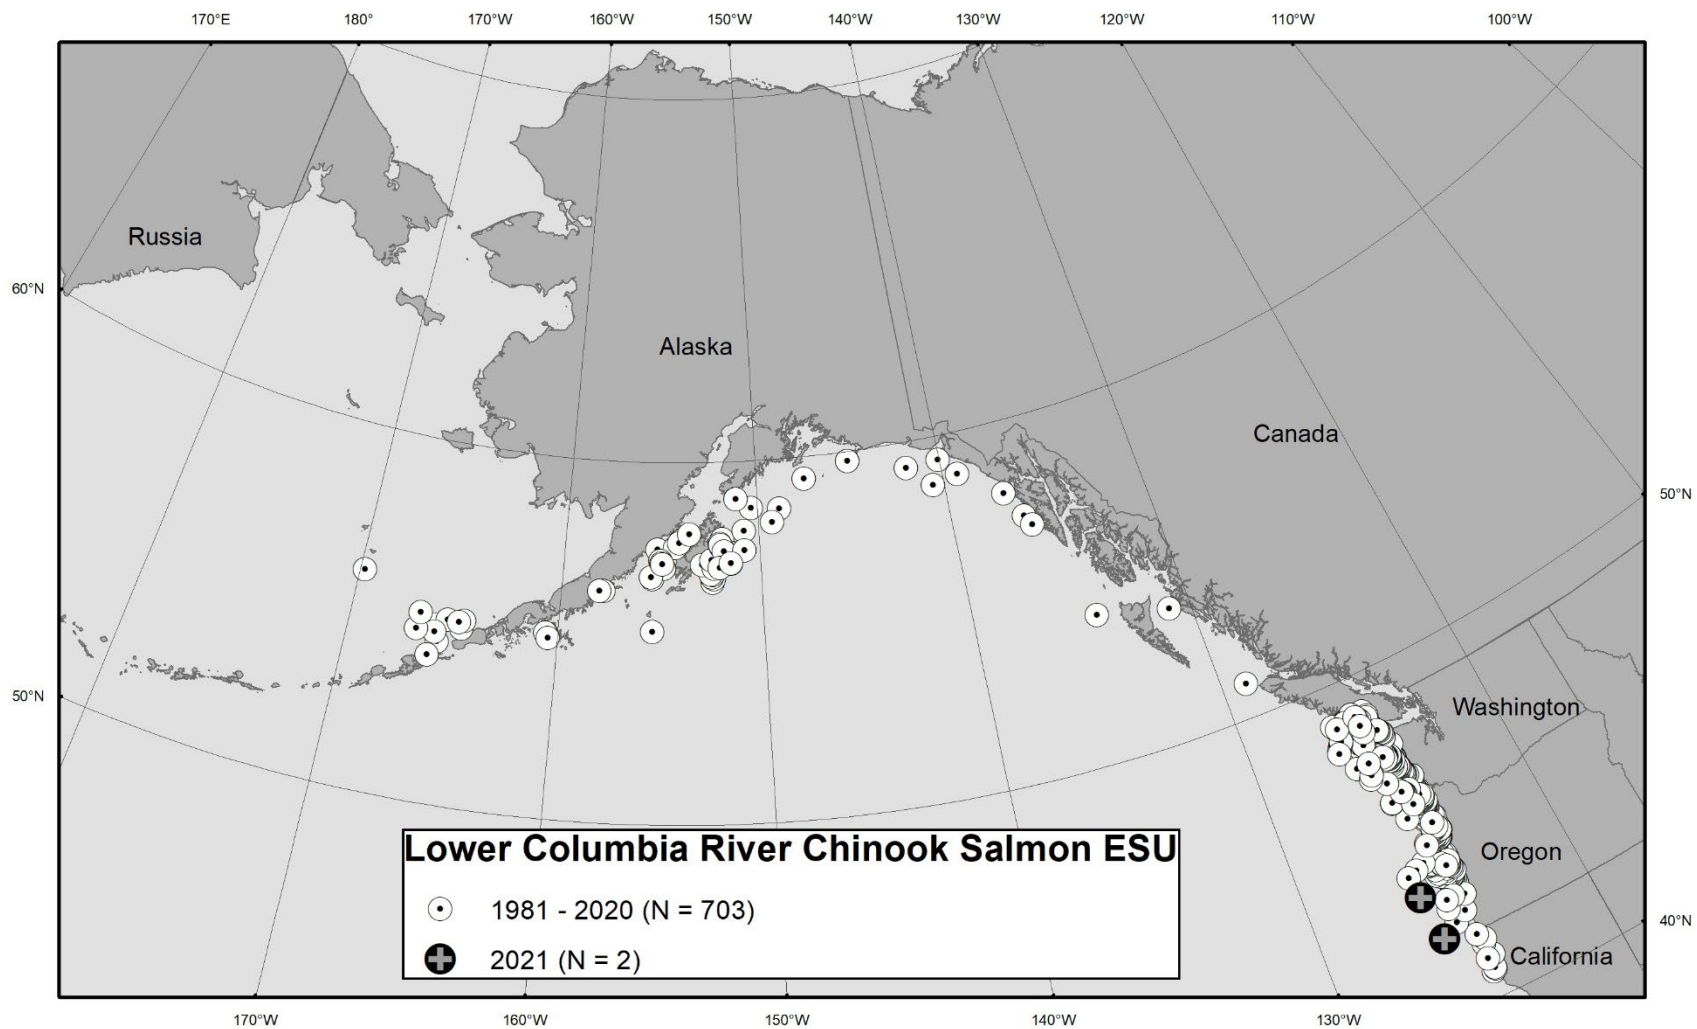 170°E 180° 170°W 160°W 150°W 140°W 130°W 120°W 110°W 100°W
Russia
60°N
Alaska
Canada
50°N
50°N
Washington
Lower Columbia River Chinook Salmon ESU
Oregon
1981 - 2020 (N = 703)
40°N
2021 (N = 2)
California
170°W 160°W 150°W 140°W 130°W